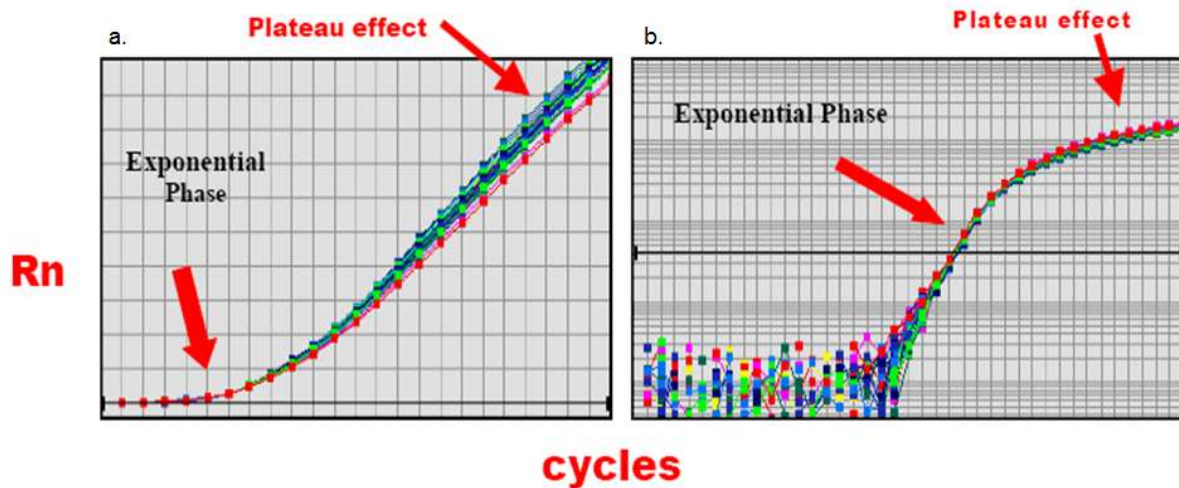 a.
Plateau effect
Exponential
Phase
b.
Plateau effect
Exponential Phase
Rn
cycles